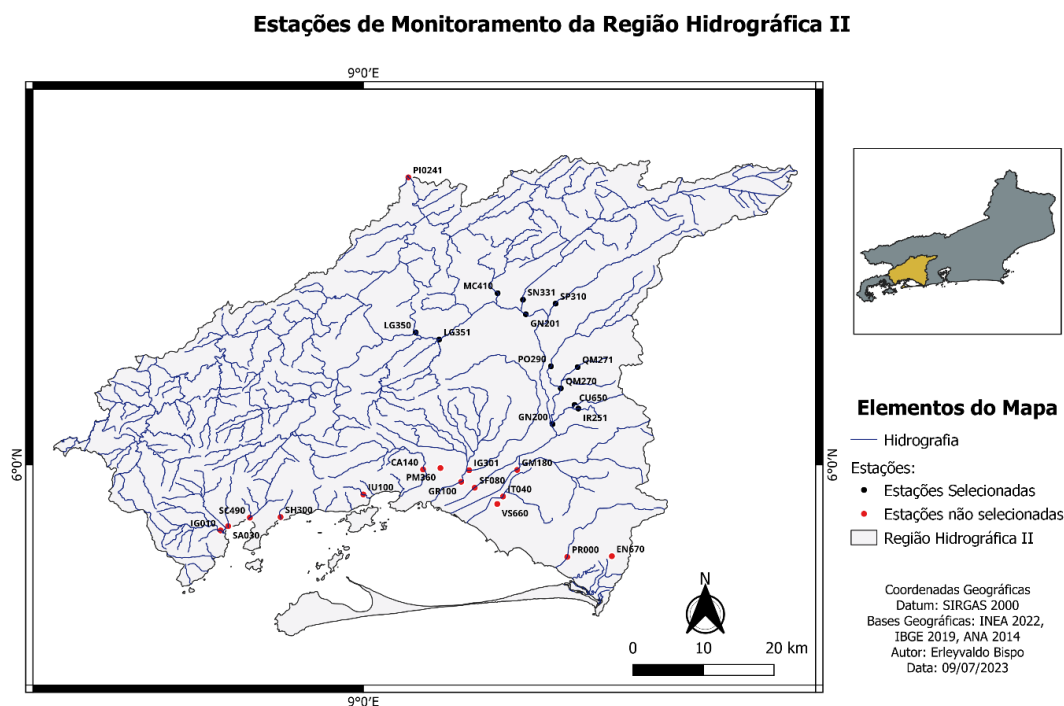 Estações de Monitoramento da Região Hidrográfica II
9°0′E
PI0241
MC410
SN331
SP310
GN201
LG350
LG351
PO290
QM271
QM270
CU650
IR251
GN200
CA140
IG301
GM180
PM360
GR100
SF080
IU100
IT040
VS660
SC490
SH300
IG010
SA030
PR000
EN670
6°0′N
6°0′N
N
0 10 20 km
9°0′E
Elementos do Mapa
Hidrografia
Estações:
Estações Selecionadas
Estações não selecionadas
Região Hidrográfica II
Coordenadas Geográficas
Datum: SIRGAS 2000
Bases Geográficas: INEA 2022,
IBGE 2019, ANA 2014
Autor: Erleyvaldo Bispo
Data: 09/07/2023